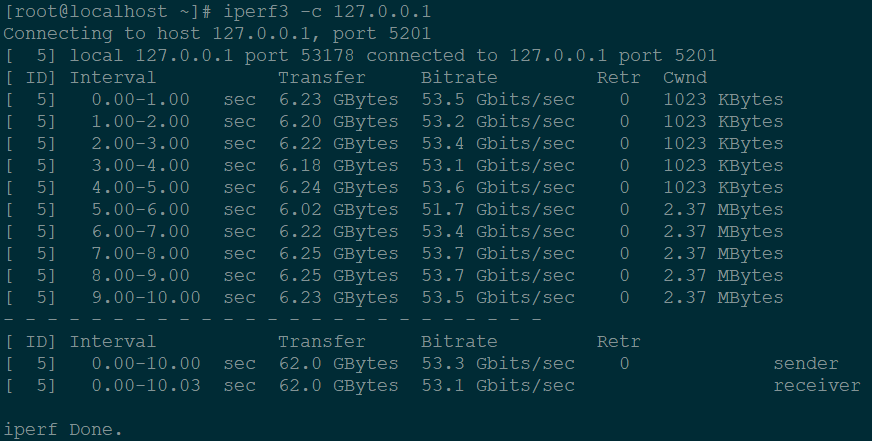 [root@localhost ~]# iperf3 -c 127.0.0.1
Connecting to host 127.0.0.1, port 5201
[  5] local 127.0.0.1 port 53178 connected to 127.0.0.1 port 5201
[ ID] Interval           Transfer     Bitrate         Retr  Cwnd
[  5]   0.00-1.00   sec  6.23 GBytes  53.5 Gbits/sec    0   1023 KBytes
[  5]   1.00-2.00   sec  6.20 GBytes  53.2 Gbits/sec    0   1023 KBytes
[  5]   2.00-3.00   sec  6.22 GBytes  53.4 Gbits/sec    0   1023 KBytes
[  5]   3.00-4.00   sec  6.18 GBytes  53.1 Gbits/sec    0   1023 KBytes
[  5]   4.00-5.00   sec  6.24 GBytes  53.6 Gbits/sec    0   1023 KBytes
[  5]   5.00-6.00   sec  6.02 GBytes  51.7 Gbits/sec    0   2.37 MBytes
[  5]   6.00-7.00   sec  6.22 GBytes  53.4 Gbits/sec    0   2.37 MBytes
[  5]   7.00-8.00   sec  6.25 GBytes  53.7 Gbits/sec    0   2.37 MBytes
[  5]   8.00-9.00   sec  6.25 GBytes  53.7 Gbits/sec    0   2.37 MBytes
[  5]   9.00-10.00  sec  6.23 GBytes  53.5 Gbits/sec    0   2.37 MBytes
- - - - - - - - - - - - - - - - - - - - - - - - -
[ ID] Interval           Transfer     Bitrate         Retr
[  5]   0.00-10.00  sec  62.0 GBytes  53.3 Gbits/sec    0             sender
[  5]   0.00-10.03  sec  62.0 GBytes  53.1 Gbits/sec                  receiver
iperf Done.